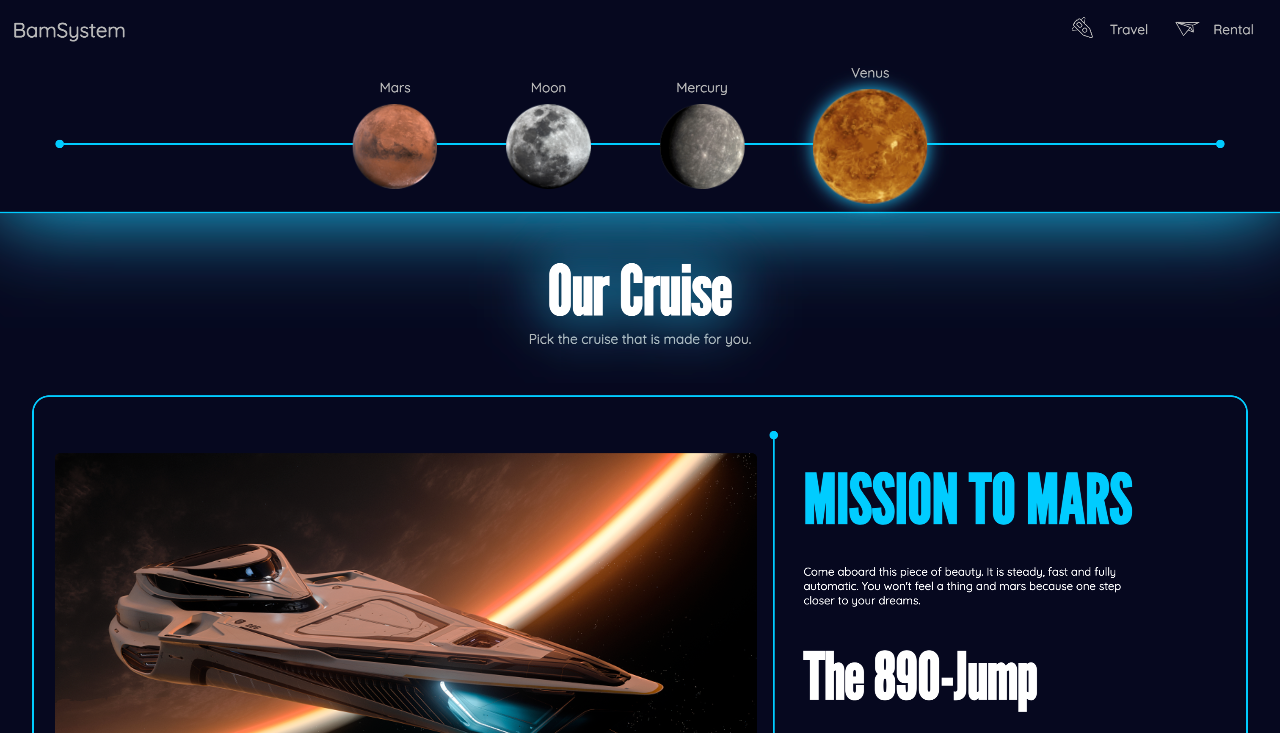 BamSystem
Travel
Rental
Mars
Moon
Mercury
Venus
Our Cruise
Pick the cruise that is made for you.
MISSION TO MARS
Come aboard this piece of beauty. It is steady, fast and fully
automatic. You won't feel a thing and mars because one step
closer to your dreams.
The 890-Jump